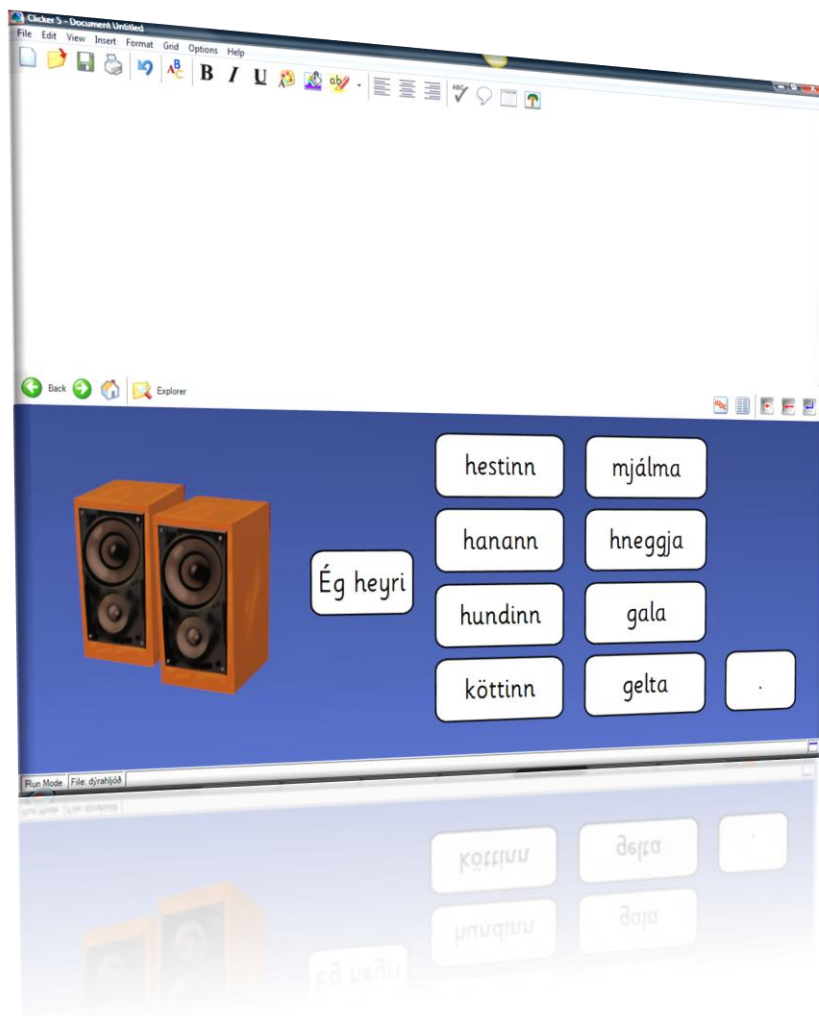 Clicker 5 - Document Untitled
File Edit View Insert Format Grid Options Help
B I U
Back Explorer
hestinn mjálma
hanann hneggja
Ég heyri
hundinn gala
köttinn gelta .
Run Mode File: dýrahljóð